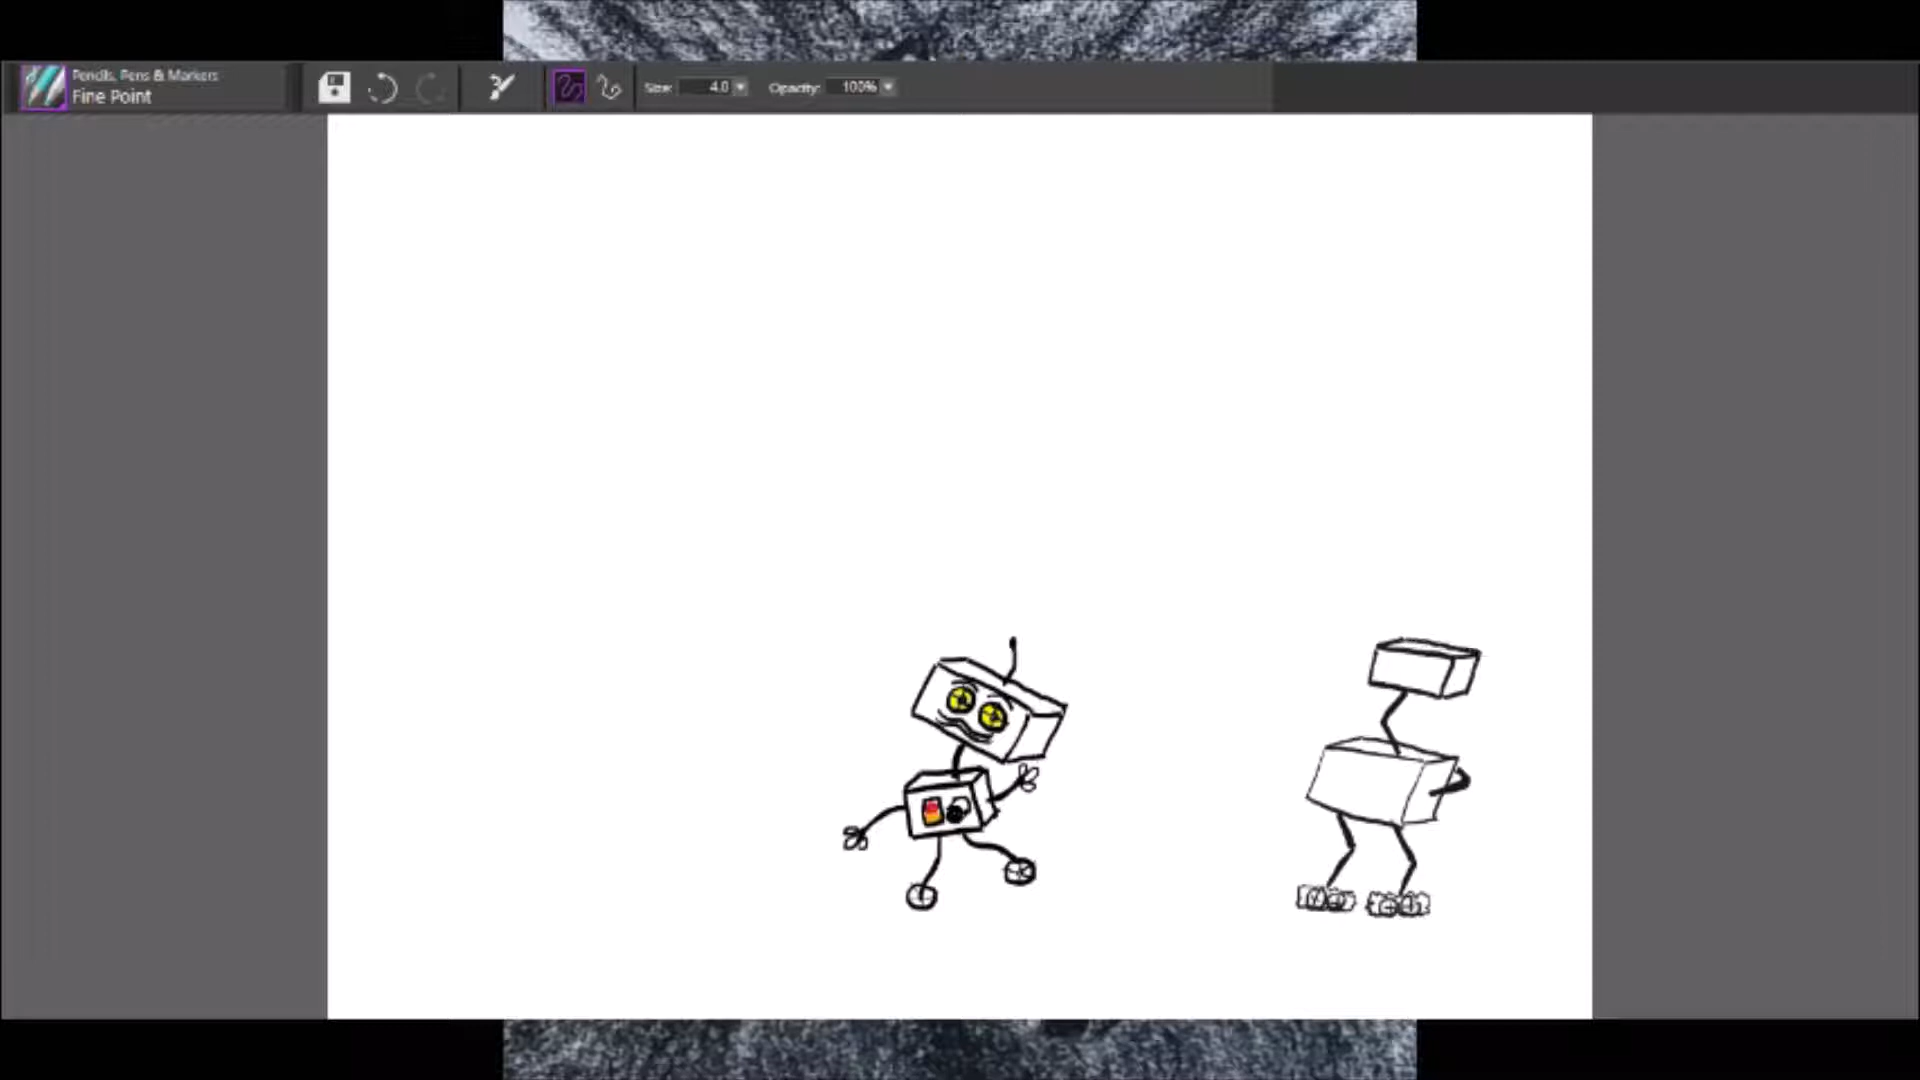 Pencils, Pens & Markers
Fine Point
Size: 4.0
Opacity: 100%